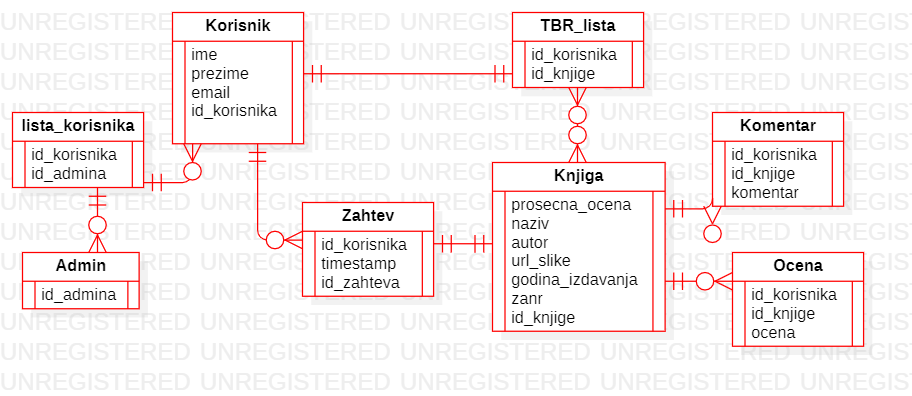 Korisnik
ime
prezime
email
id_korisnika
TBR_lista
id_korisnika
id_knjige
lista_korisnika
id_korisnika
id_admina
Komentar
id_korisnika
id_knjige
komentar
Knjiga
prosecna_ocena
naziv
autor
url_slike
godina_izdavanja
zanr
id_knjige
Zahtev
id_korisnika
timestamp
id_zahteva
Admin
id_admina
Ocena
id_korisnika
id_knjige
ocena
UNREGISTERED